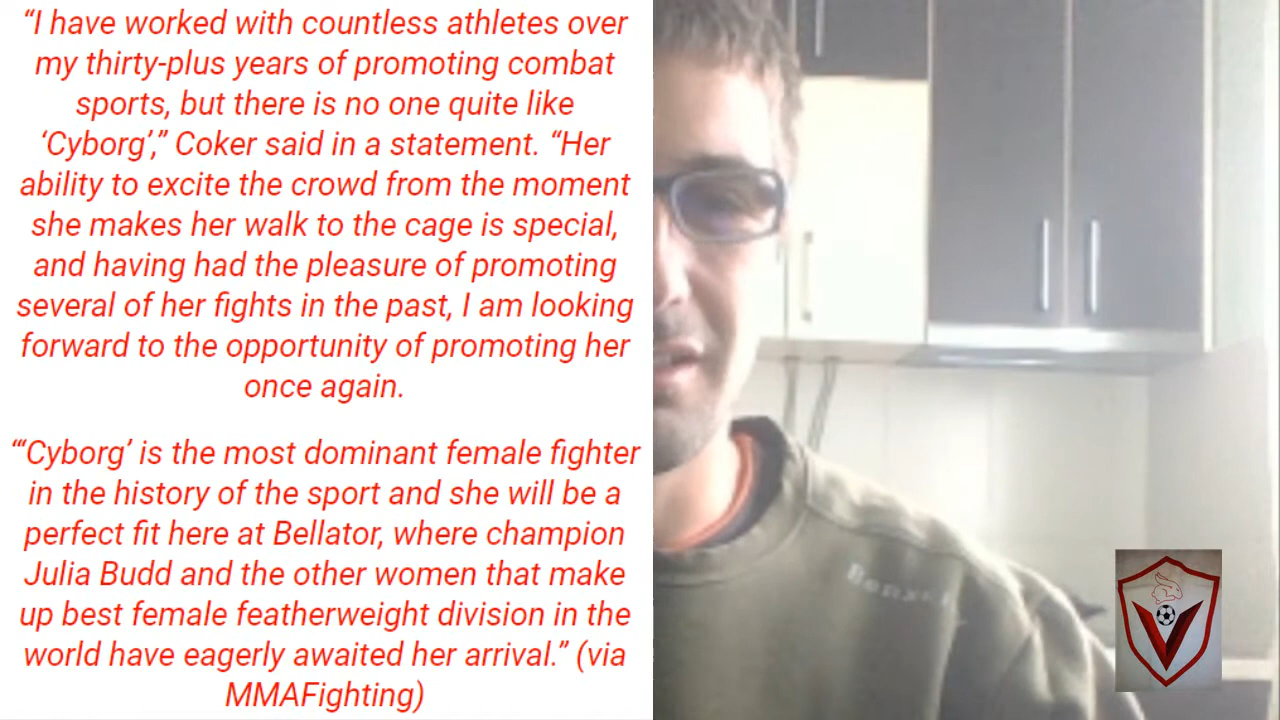 “I have worked with countless athletes over
my thirty-plus years of promoting combat
sports, but there is no one quite like
‘Cyborg’,” Coker said in a statement. “Her
ability to excite the crowd from the moment
she makes her walk to the cage is special,
and having had the pleasure of promoting
several of her fights in the past, I am looking
forward to the opportunity of promoting her
once again.
“‘Cyborg’ is the most dominant female fighter
in the history of the sport and she will be a
perfect fit here at Bellator, where champion
Julia Budd and the other women that make
up best female featherweight division in the
world have eagerly awaited her arrival.” (via
MMAFighting)